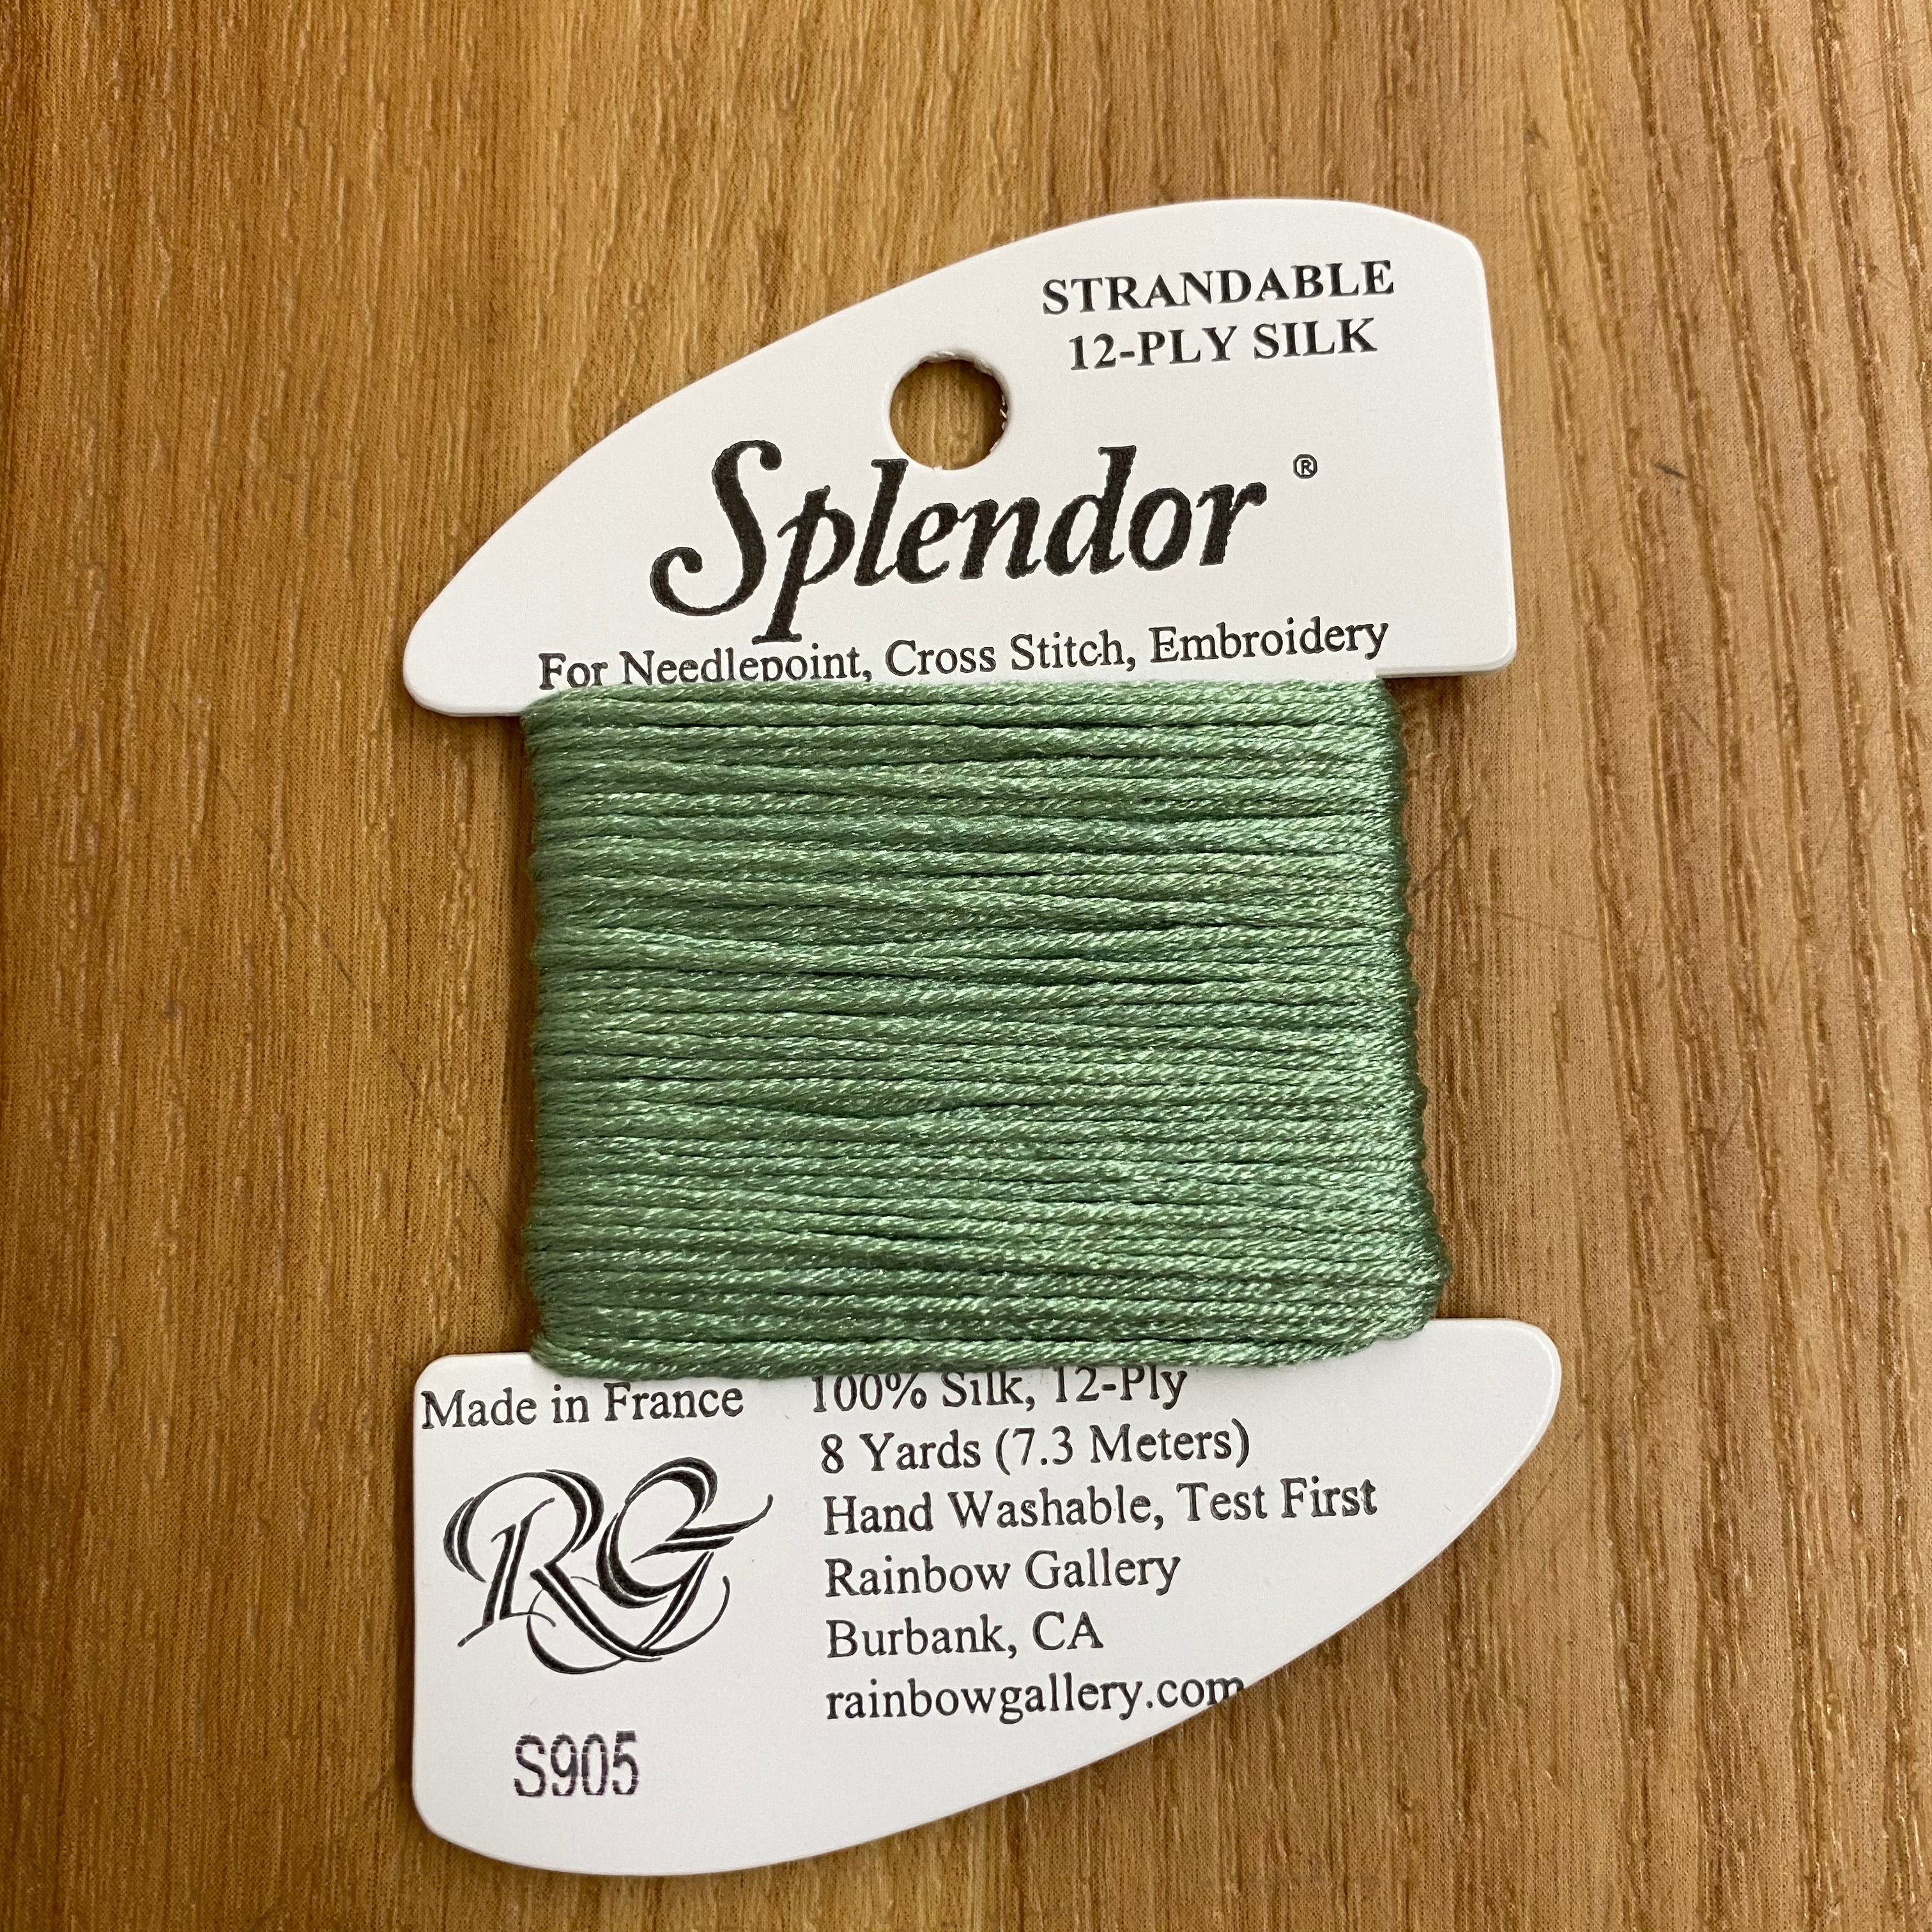 STRANDABLE
12-PLY SILK
Splendor ®
For Needlepoint, Cross Stitch, Embroidery
Made in France
100% Silk, 12-Ply
8 Yards (7.3 Meters)
Hand Washable, Test First
Rainbow Gallery
Burbank, CA
rainbowgallery.com
RG
S905